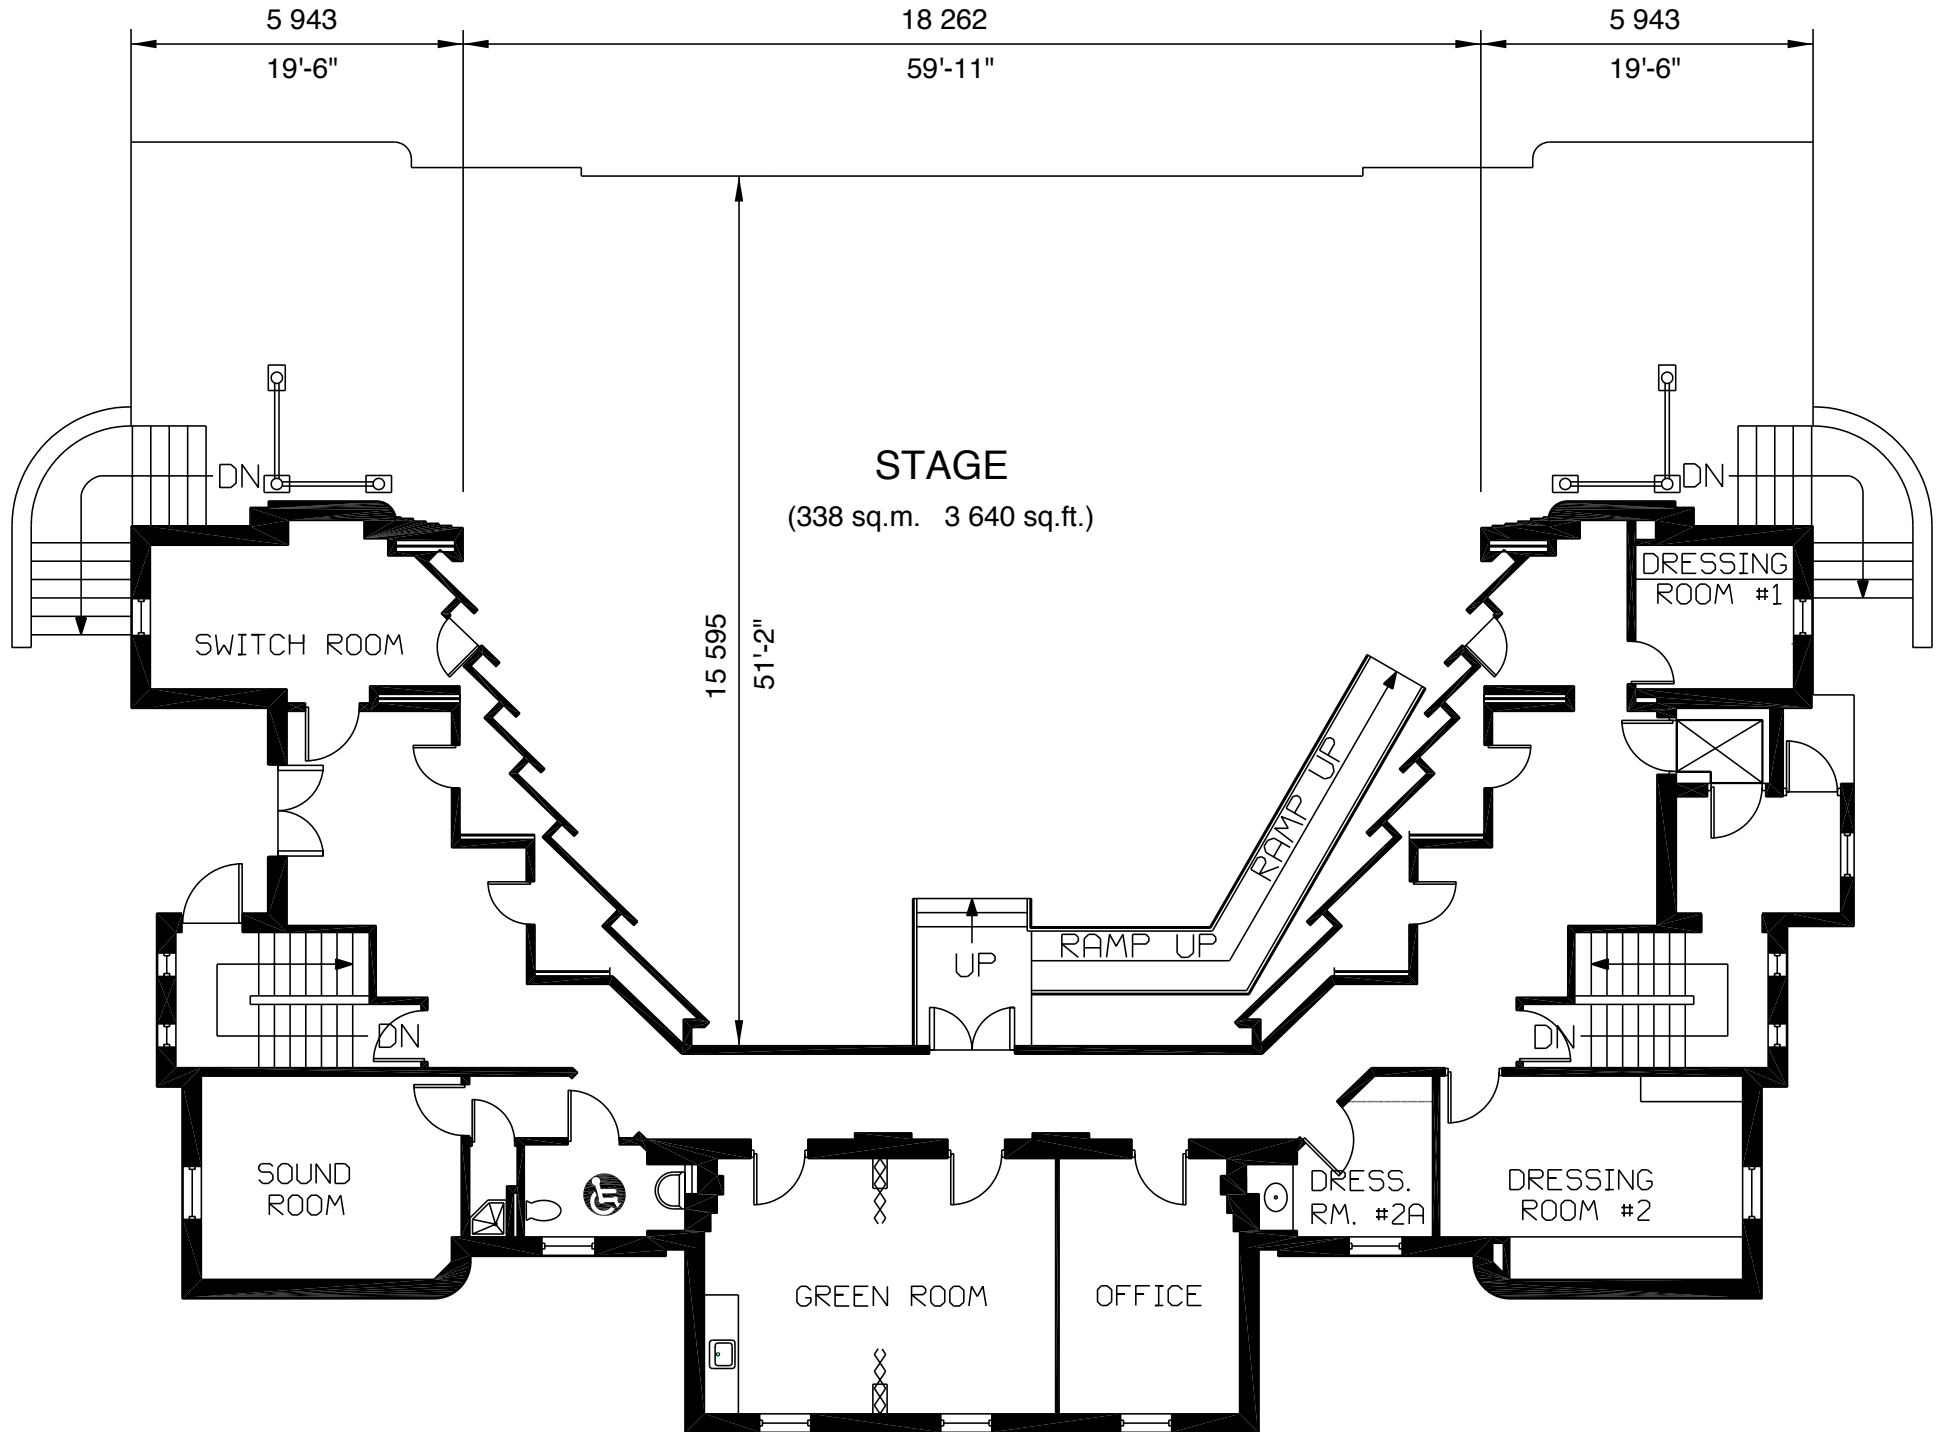 5 943
18 262
5 943
19'-6"
59'-11"
19'-6"
STAGE
(338 sq.m. 3 640 sq.ft.)
DN
DN
15 595
51'-2"
DRESSING
ROOM #1
SWITCH ROOM
RAMP UP
RAMP UP
UP
DN
DN
SOUND
ROOM
DRESS.
RM. #2A
DRESSING
ROOM #2
GREEN ROOM
OFFICE